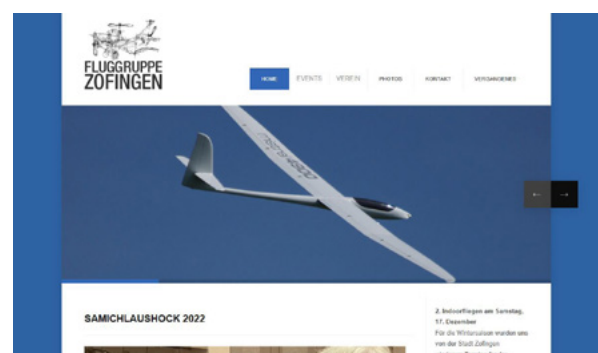 FLUGGRUPPE
ZOFINGEN
HOME EVENTS VEREIN PHOTOS KONTAKT VERGANGENES
← →
SAMICHLAUSHOCK 2022
2. Indoorfliegen am Samstag,
17. Dezember
Für die Wintersaison wurden uns
von der Stadt Zofingen